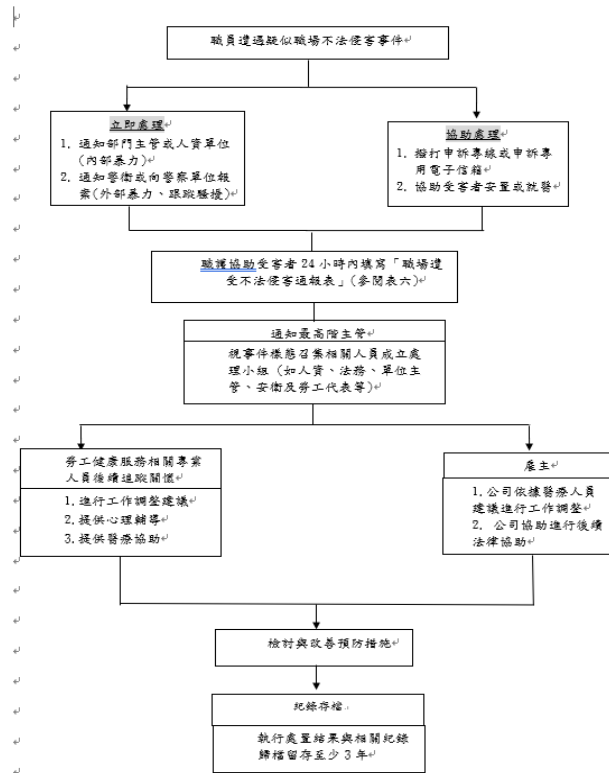 職員遭遇疑似職場不法侵害事件
立即處理
1. 通知部門主管或人資單位
(內部暴力)
2. 通知警衛或向警察單位報
案(外部暴力、跟蹤騷擾)
協助處理
1. 撥打申訴專線或申訴專
用電子信箱
2. 協助受害者安置或就醫
職護協助受害者24小時內填寫「職場遭
受不法侵害通報表」(參閱表六)
通知最高階主管
視事件樣態召集相關人員成立處
理小組(如人資、法務、單位主
管、安衛及勞工代表等)
勞工健康服務相關專業
人員後續追蹤關懷
1.進行工作調整建議
2.提供心理輔導
3.提供醫療協助
雇主
1.公司依據醫療人員
建議進行工作調整
2. 公司協助進行後續
法律協助
檢討與改善預防措施
紀錄存檔
執行處置結果與相關紀錄
歸檔留存至少3年